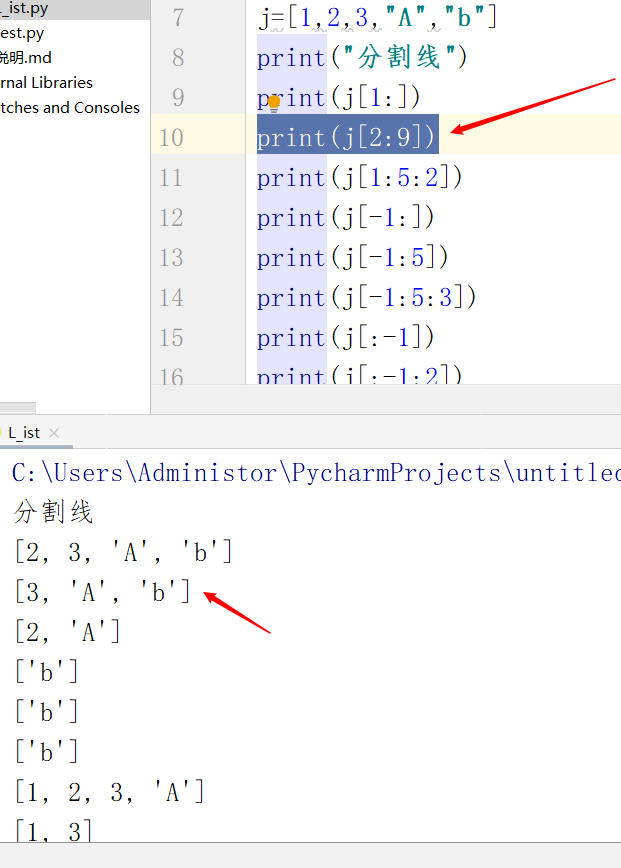 _ist.py
est.py
说明.md
rnal Libraries
tches and Consoles
7 j=[1,2,3,"A","b"]
8 print("分割线")
9 print(j[1:])
10 print(j[2:9])
11 print(j[1:5:2])
12 print(j[-1:])
13 print(j[-1:5])
14 print(j[-1:5:3])
15 print(j[:-1])
16 print(j[:-1:2])
L_ist
C:\Users\Administor\PycharmProjects\untitled
分割线
[2, 3, 'A', 'b']
[3, 'A', 'b']
[2, 'A']
['b']
['b']
['b']
[1, 2, 3, 'A']
[1, 3]